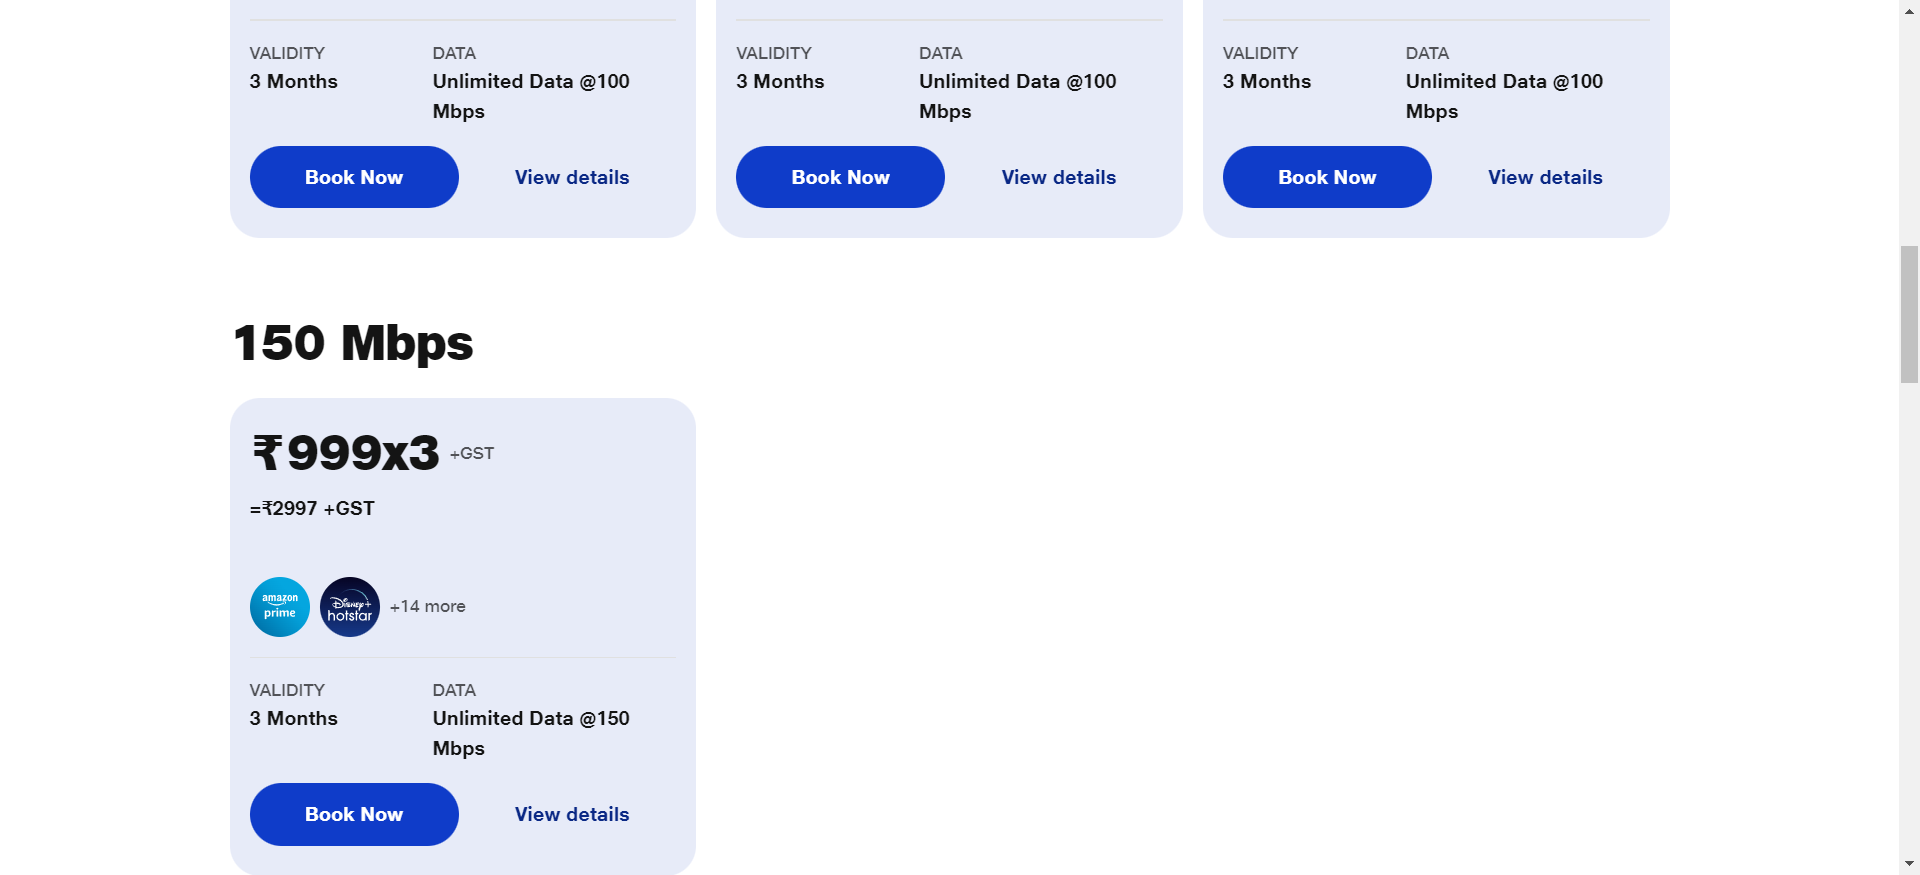 VALIDITY DATA
3 Months Unlimited Data @100
Mbps
Book Now View details
VALIDITY DATA
3 Months Unlimited Data @100
Mbps
Book Now View details
VALIDITY DATA
3 Months Unlimited Data @100
Mbps
Book Now View details
150 Mbps
₹999x3 +GST
=₹2997 +GST
amazon
prime
Disney+
hotstar
+14 more
VALIDITY DATA
3 Months Unlimited Data @150
Mbps
Book Now View details